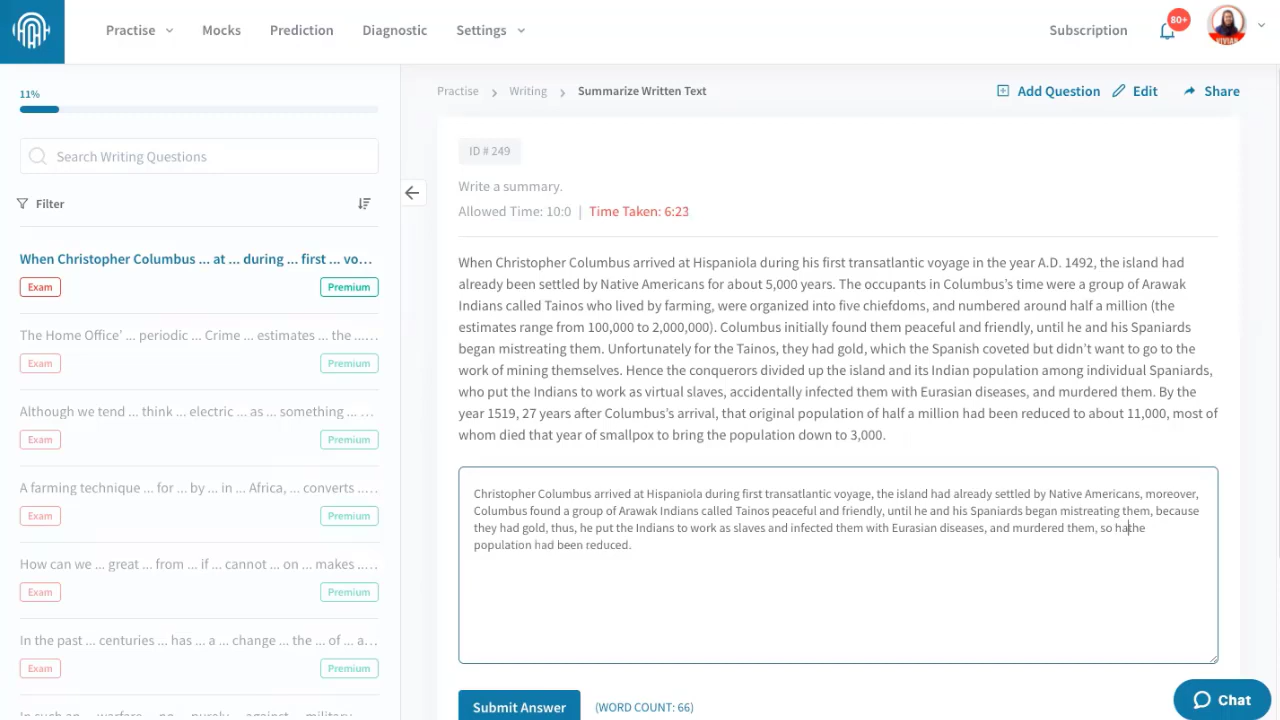 Practise
Mocks
Prediction
Diagnostic
Settings
Subscription
80+
VIVIAN
11%
Search Writing Questions
Filter
When Christopher Columbus ... at ... during ... first ... vo...
Exam
Premium
The Home Office' ... periodic ... Crime ... estimates ... the ......
Exam
Premium
Although we tend ... think ... electric ... as ... something ... ...
Exam
Premium
A farming technique ... for ... by ... in ... Africa, ... converts ....
Exam
Premium
How can we ... great ... from ... if ... cannot ... on ... makes ....
Exam
Premium
In the past ... centuries ... has ... a ... change ... the ... of ... a...
Exam
Premium
Practise
Writing
Summarize Written Text
Add Question
Edit
Share
ID # 249
Write a summary.
Allowed Time: 10:0 | Time Taken: 6:23
When Christopher Columbus arrived at Hispaniola during his first transatlantic voyage in the year A.D. 1492, the island had
already been settled by Native Americans for about 5,000 years. The occupants in Columbus's time were a group of Arawak
Indians called Tainos who lived by farming, were organized into five chiefdoms, and numbered around half a million (the
estimates range from 100,000 to 2,000,000). Columbus initially found them peaceful and friendly, until he and his Spaniards
began mistreating them. Unfortunately for the Tainos, they had gold, which the Spanish coveted but didn't want to go to the
work of mining themselves. Hence the conquerors divided up the island and its Indian population among individual Spaniards,
who put the Indians to work as virtual slaves, accidentally infected them with Eurasian diseases, and murdered them. By the
year 1519, 27 years after Columbus's arrival, that original population of half a million had been reduced to about 11,000, most of
whom died that year of smallpox to bring the population down to 3,000.
Christopher Columbus arrived at Hispaniola during first transatlantic voyage, the island had already settled by Native Americans, moreover,
Columbus found a group of Arawak Indians called Tainos peaceful and friendly, until he and his Spaniards began mistreating them, because
they had gold, thus, he put the Indians to work as slaves and infected them with Eurasian diseases, and murdered them, so hathe
population had been reduced.
Submit Answer
(WORD COUNT: 66)
Chat